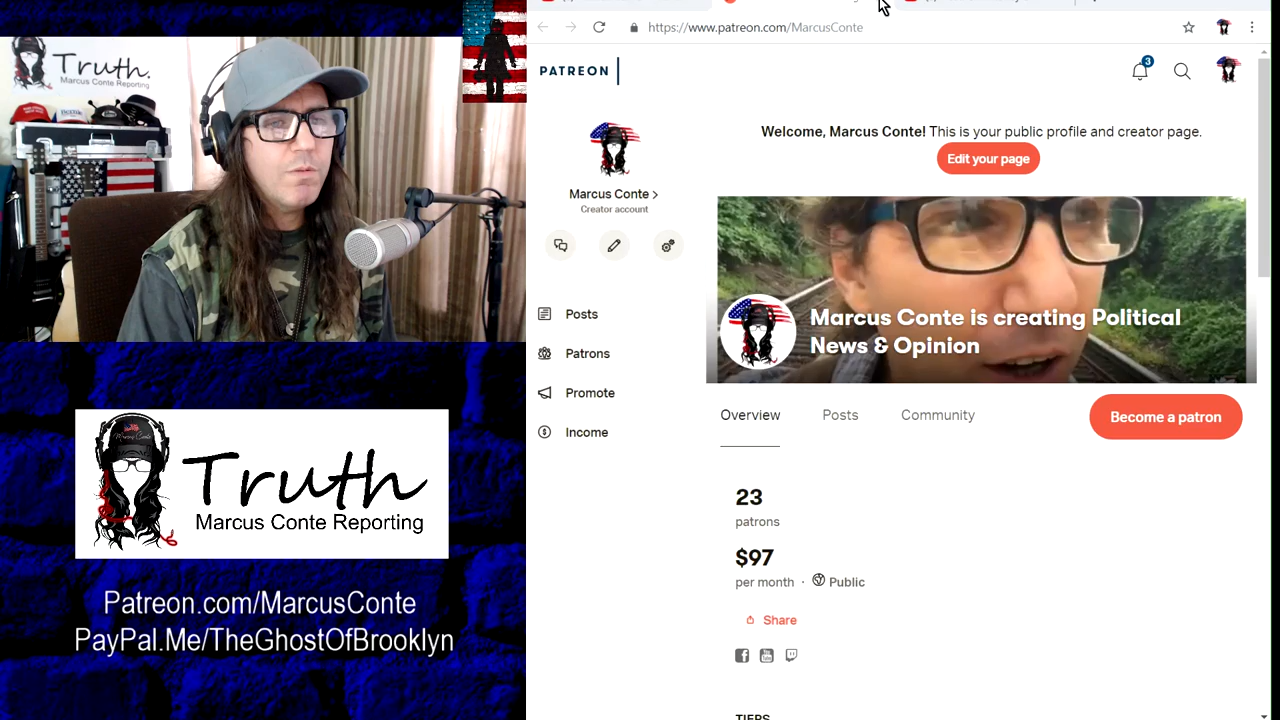 Truth.
Marcus Conte Reporting
https://www.patreon.com/MarcusConte
PATREON
3
Welcome, Marcus Conte! This is your public profile and creator page.
Edit your page
Marcus Conte
Creator account
Posts
Patrons
Promote
Income
Marcus Conte is creating Political
News & Opinion
Overview
Posts
Community
Become a patron
23
patrons
$97
per month · Public
Share
TIERS
Marcus Conte
Truth
Marcus Conte Reporting
Patreon.com/MarcusConte
PayPal.Me/TheGhostOfBrooklyn